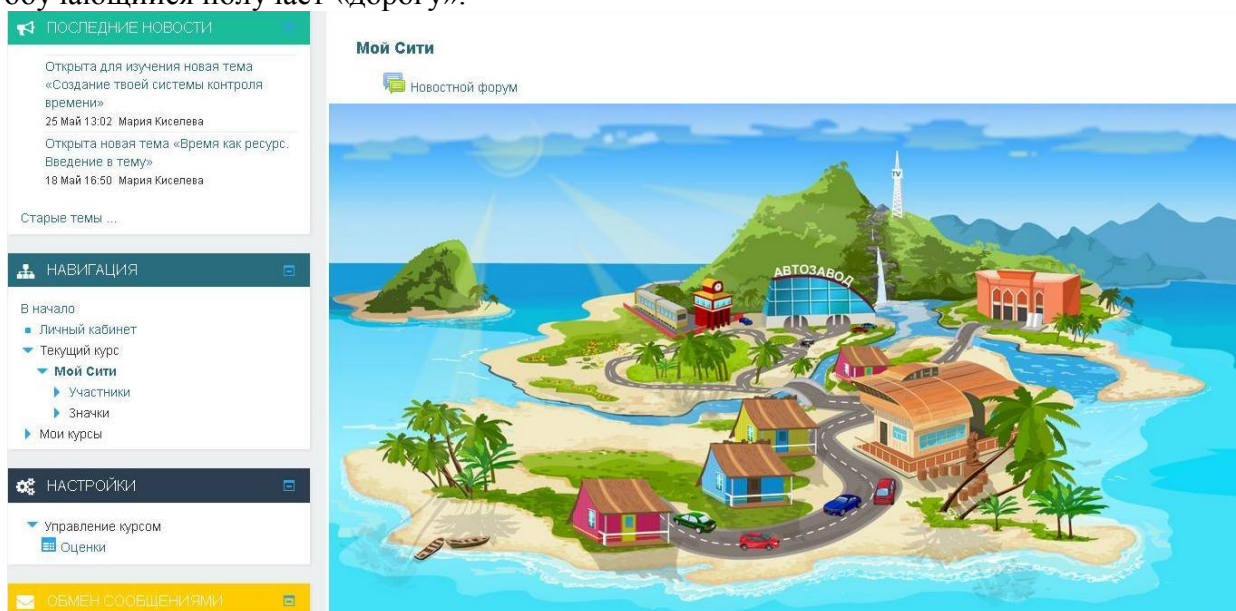 обучающийся получает «дорогу».
ПОСЛЕДНИЕ НОВОСТИ
Открыта для изучения новая тема
«Создание твоей системы контроля
времени»
25 Май 13:02 Мария Киселева
Открыта новая тема «Время как ресурс.
Введение в тему»
18 Май 16:50 Мария Киселева
Старые темы ...
НАВИГАЦИЯ
В начало
Личный кабинет
Текущий курс
Мой Сити
Участники
Значки
Мои курсы
НАСТРОЙКИ
Управление курсом
Оценки
ОБМЕН СООБЩЕНИЯМИ
Мой Сити
Новостной форум
TV
АВТОЗАВОД